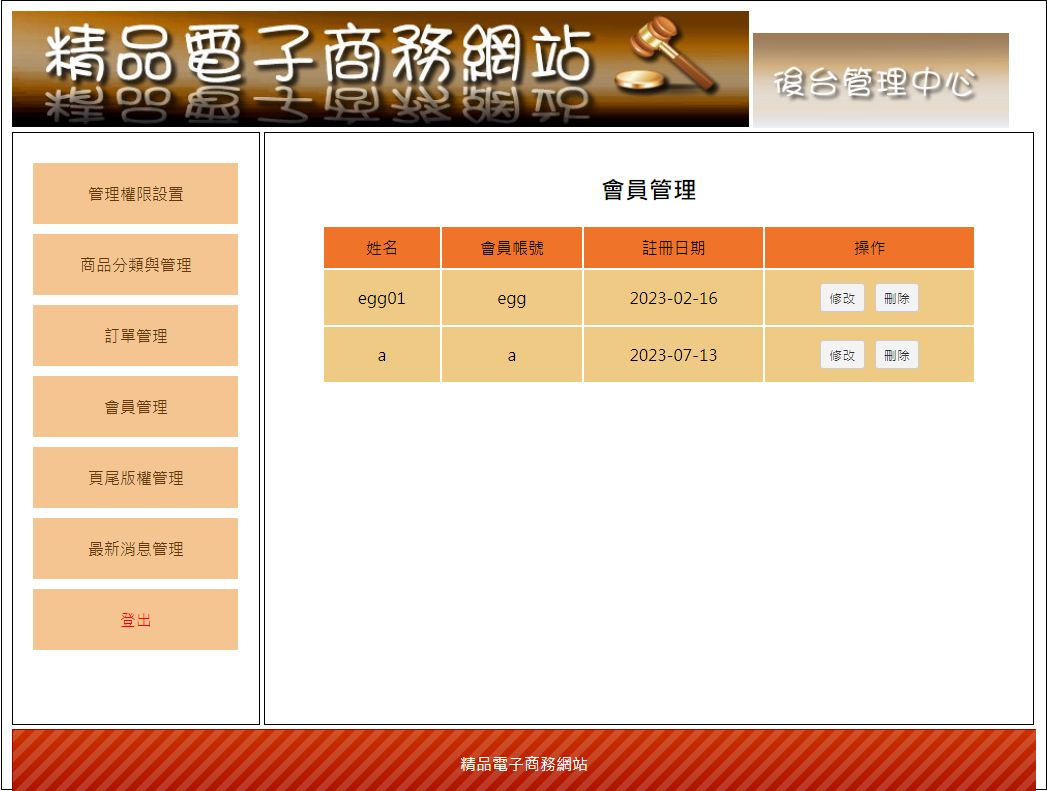 精品電子商務網站
後台管理中心
管理權限設置
商品分類與管理
訂單管理
會員管理
頁尾版權管理
最新消息管理
登出
會員管理
姓名 會員帳號 註冊日期 操作
egg01 egg 2023-02-16 修改 刪除
a a 2023-07-13 修改 刪除
精品電子商務網站